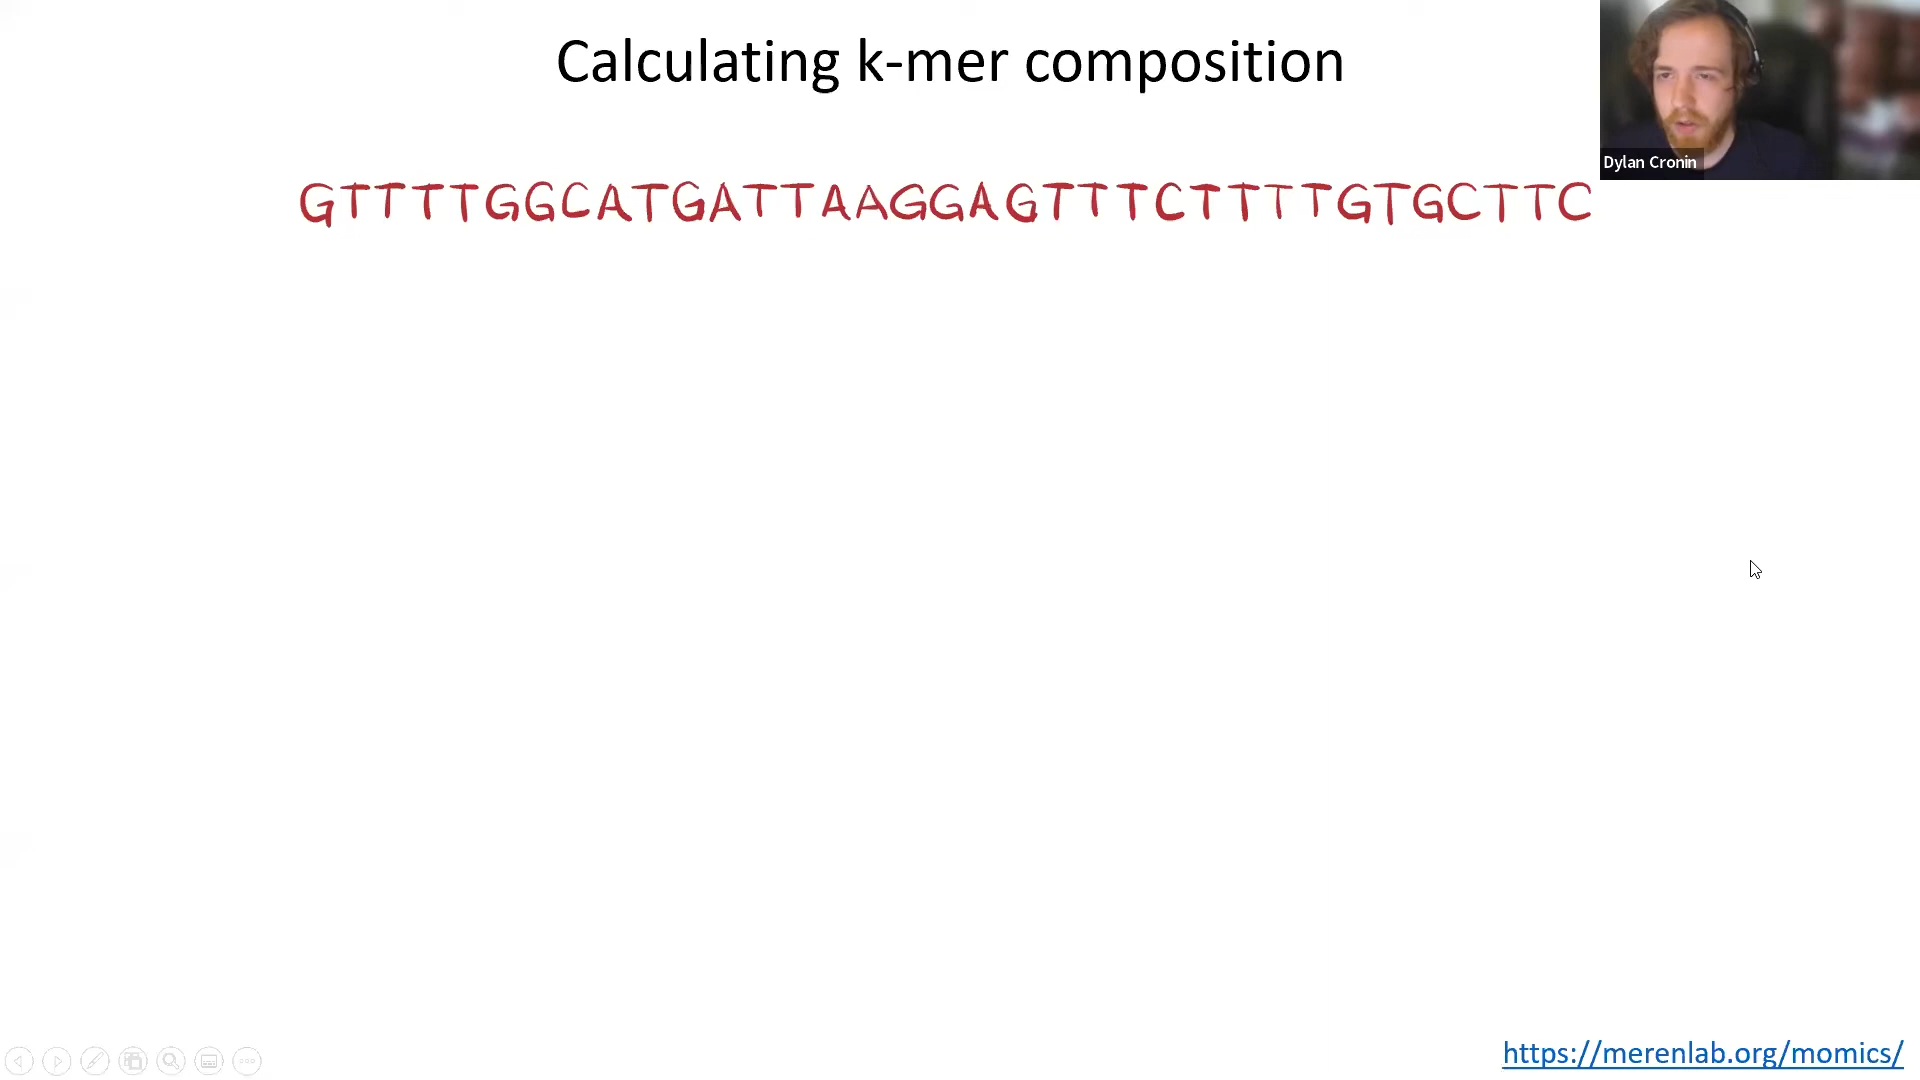 Calculating k-mer composition
Dylan Cronin
GTTTTGGCATGATTAAGGAGTTTCTTTTGTGCTTC
https://merenlab.org/momics/